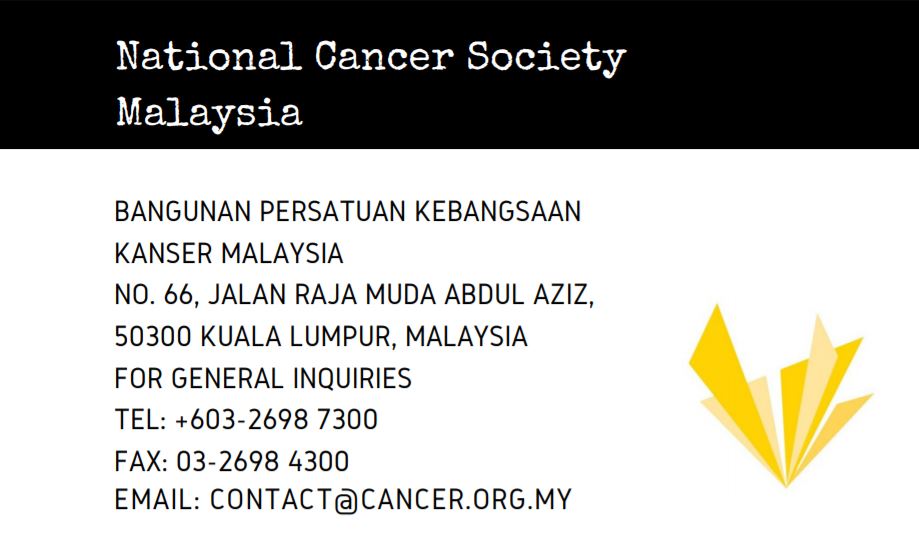 National Cancer Society
Malaysia
BANGUNAN PERSATUAN KEBANGSAAN
KANSER MALAYSIA
NO. 66, JALAN RAJA MUDA ABDUL AZIZ,
50300 KUALA LUMPUR, MALAYSIA
FOR GENERAL INQUIRIES
TEL: +603-2698 7300
FAX: 03-2698 4300
EMAIL: CONTACT@CANCER.ORG.MY